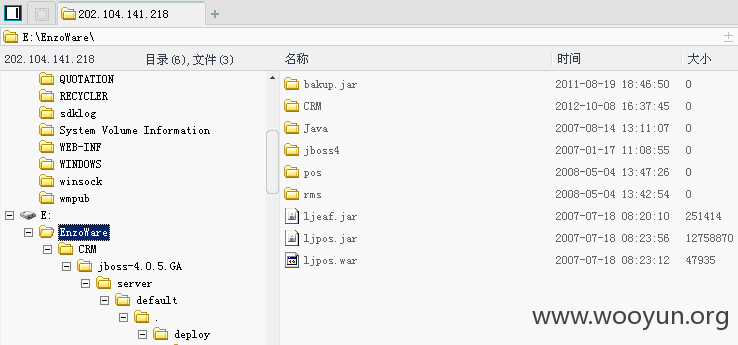 202.104.141.218
E:\EnzoWare\
202.104.141.218 目录(6),文件(3) 名称 时间 大小
QUOTATION
RECYCLER
sdklog
System Volume Information
WEB-INF
WINDOWS
winsock
wmpub
E:
EnzoWare
CRM
jboss-4.0.5.GA
server
default
.
deploy
bakup.jar 2011-08-19 18:46:50 0
CRM 2012-10-08 16:37:45 0
Java 2007-08-14 13:11:07 0
jboss4 2007-01-17 11:08:55 0
pos 2008-05-04 13:47:26 0
rms 2008-05-04 13:42:54 0
ljeaf.jar 2007-07-18 08:20:10 251414
ljpos.jar 2007-07-18 08:23:56 12758870
ljpos.war 2007-07-18 08:23:12 47935
www.wooyun.org